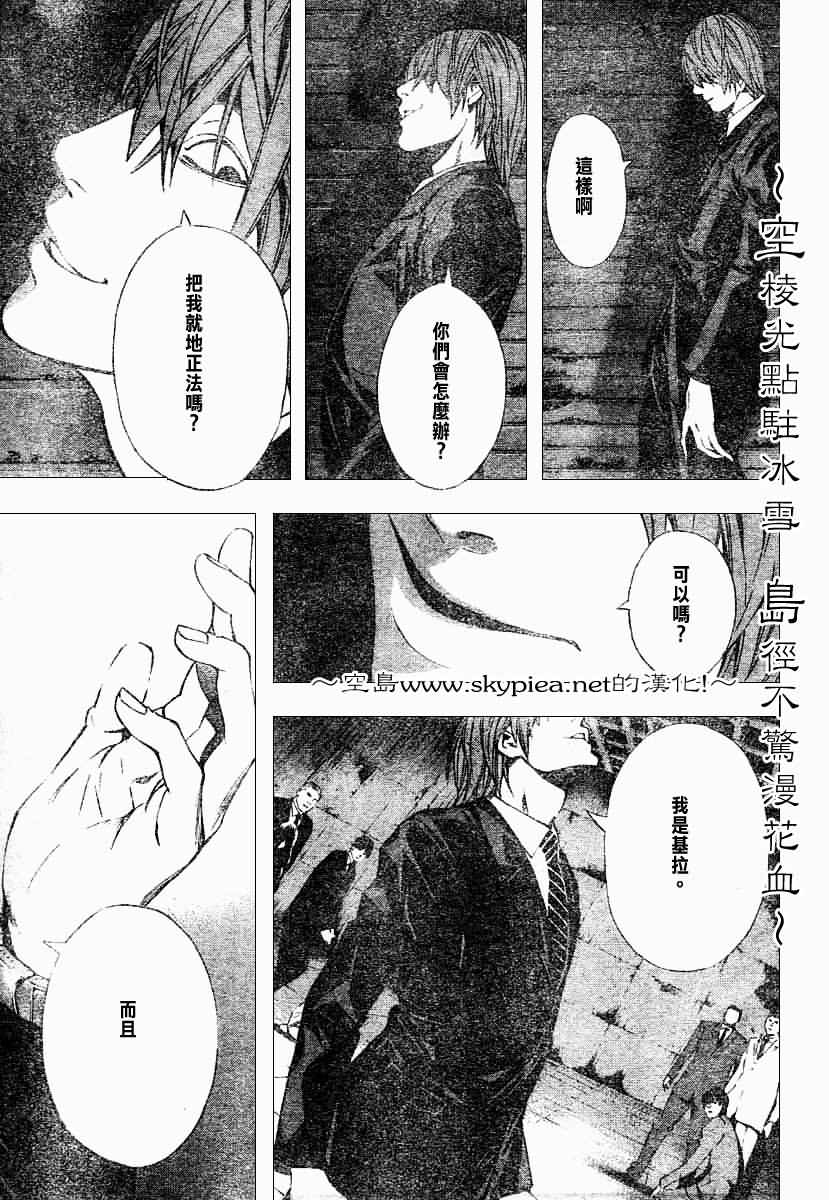 這樣啊
你們會怎麼辦？
把我就地正法嗎？
可以嗎？
我是基拉。
而且
～空棱光點駐冰雪 島徑不驚漫花血～
～空島www.skypiea.net的漢化!～